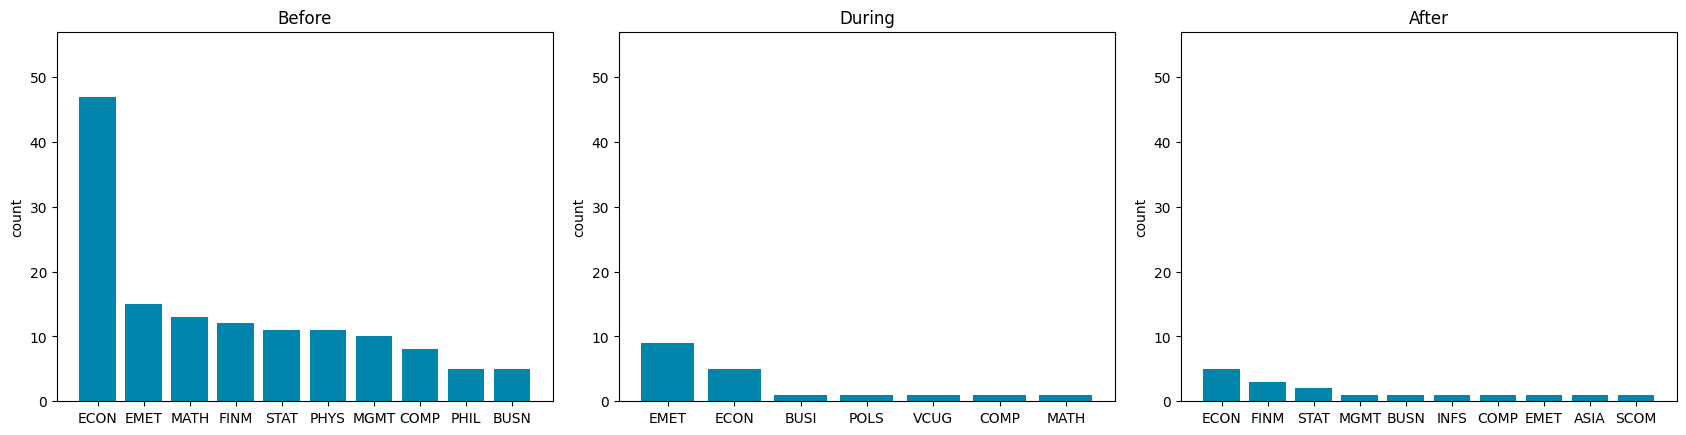 Before
count
50
40
30
20
10
0
ECON EMET MATH FINM STAT PHYS MGMT COMP PHIL BUSN
During
count
50
40
30
20
10
0
EMET ECON BUSI POLS VCUG COMP MATH
After
count
50
40
30
20
10
0
ECON FINM STAT MGMT BUSN INFS COMP EMET ASIA SCOM